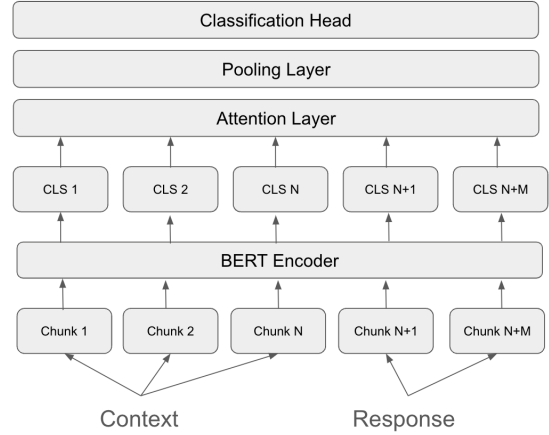 Classification Head
Pooling Layer
Attention Layer
CLS 1 CLS 2 CLS N CLS N+1 CLS N+M
BERT Encoder
Chunk 1 Chunk 2 Chunk N Chunk N+1 Chunk N+M
Context Response